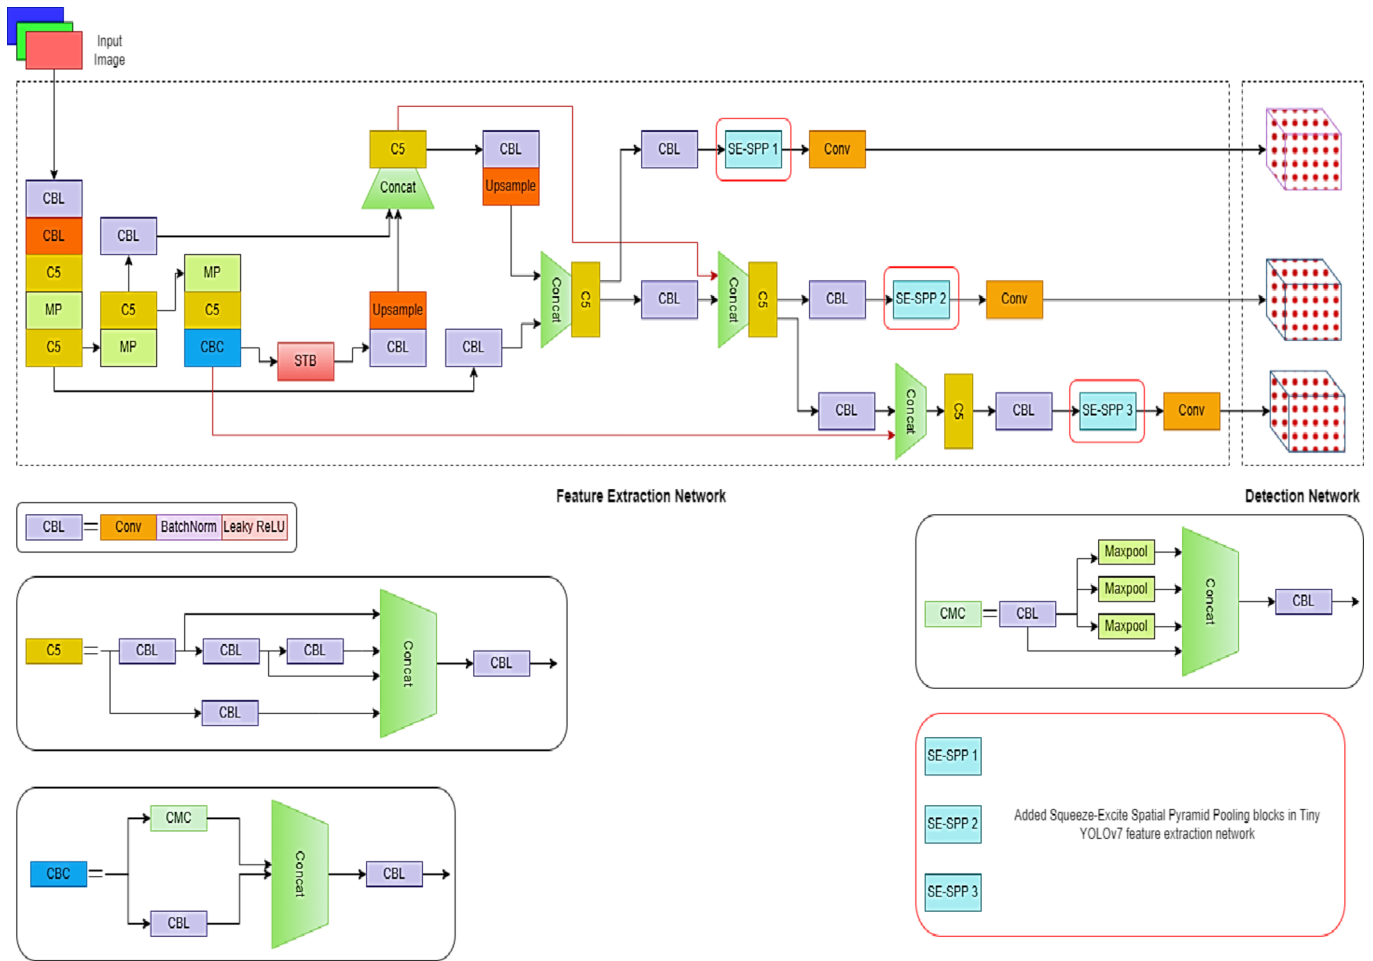 Input
Image
C5
CBL
CBL
SE-SPP 1
Conv
Concat
Upsample
CBL
CBL
CBL
C5
MP
C5
MP
C5
MP
C5
CBC
STB
Upsample
CBL
CBL
Concat
C5
CBL
Concat
C5
CBL
SE-SPP 2
Conv
CBL
Concat
C5
CBL
SE-SPP 3
Conv
Feature Extraction Network
Detection Network
CBL
Conv
BatchNorm
Leaky ReLU
C5
CBL
CBL
CBL
CBL
Concat
CBL
CBC
CMC
CBL
Concat
CBL
CMC
CBL
Maxpool
Maxpool
Maxpool
Concat
CBL
SE-SPP 1
SE-SPP 2
SE-SPP 3
Added Squeeze-Excite Spatial Pyramid Pooling blocks in Tiny
YOLOv7 feature extraction network